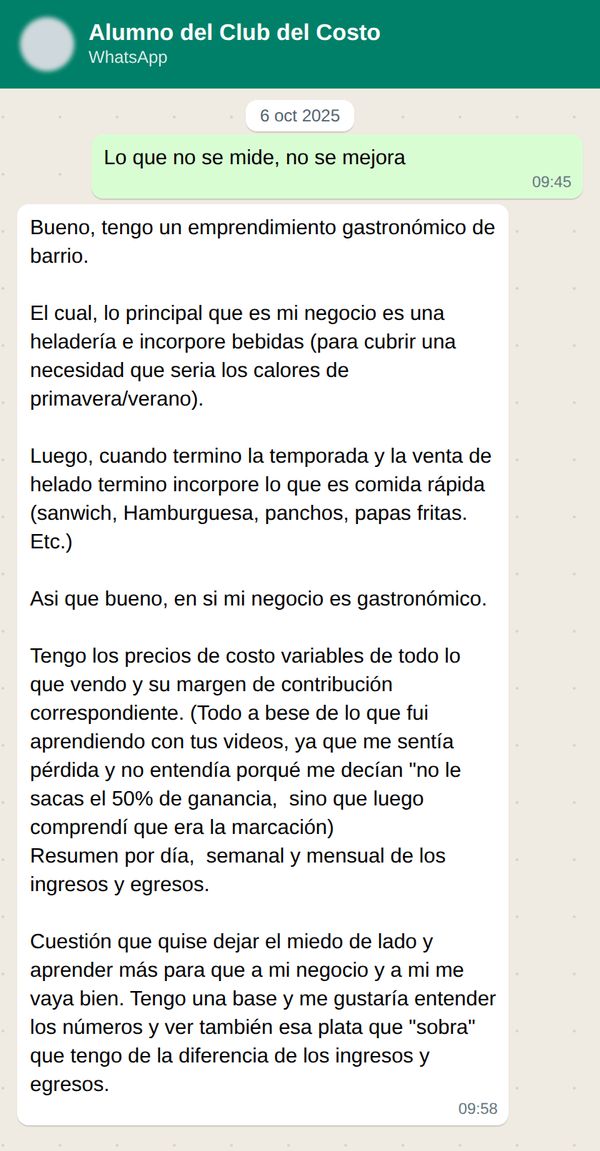 Alumno del Club del Costo
WhatsApp
6 oct 2025
Lo que no se mide, no se mejora
09:45
Bueno, tengo un emprendimiento gastronómico de
barrio.
El cual, lo principal que es mi negocio es una
heladería e incorpore bebidas (para cubrir una
necesidad que seria los calores de
primavera/verano).
Luego, cuando termino la temporada y la venta de
helado termino incorpore lo que es comida rápida
(sanwich, Hamburguesa, panchos, papas fritas.
Etc.)
Asi que bueno, en si mi negocio es gastronómico.
Tengo los precios de costo variables de todo lo
que vendo y su margen de contribución
correspondiente. (Todo a bese de lo que fui
aprendiendo con tus videos, ya que me sentía
pérdida y no entendía porqué me decían "no le
sacas el 50% de ganancia,  sino que luego
comprendí que era la marcación)
Resumen por día,  semanal y mensual de los
ingresos y egresos.
Cuestión que quise dejar el miedo de lado y
aprender más para que a mi negocio y a mi me
vaya bien. Tengo una base y me gustaría entender
los números y ver también esa plata que "sobra"
que tengo de la diferencia de los ingresos y
egresos.
09:58